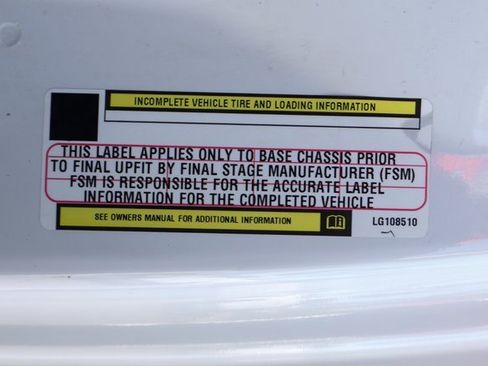 INCOMPLETE VEHICLE TIRE AND LOADING INFORMATION
THIS LABEL APPLIES ONLY TO BASE CHASSIS PRIOR
TO FINAL UPFIT BY FINAL STAGE MANUFACTURER (FSM)
FSM IS RESPONSIBLE FOR THE ACCURATE LABEL
INFORMATION FOR THE COMPLETED VEHICLE
SEE OWNERS MANUAL FOR ADDITIONAL INFORMATION
LG108510